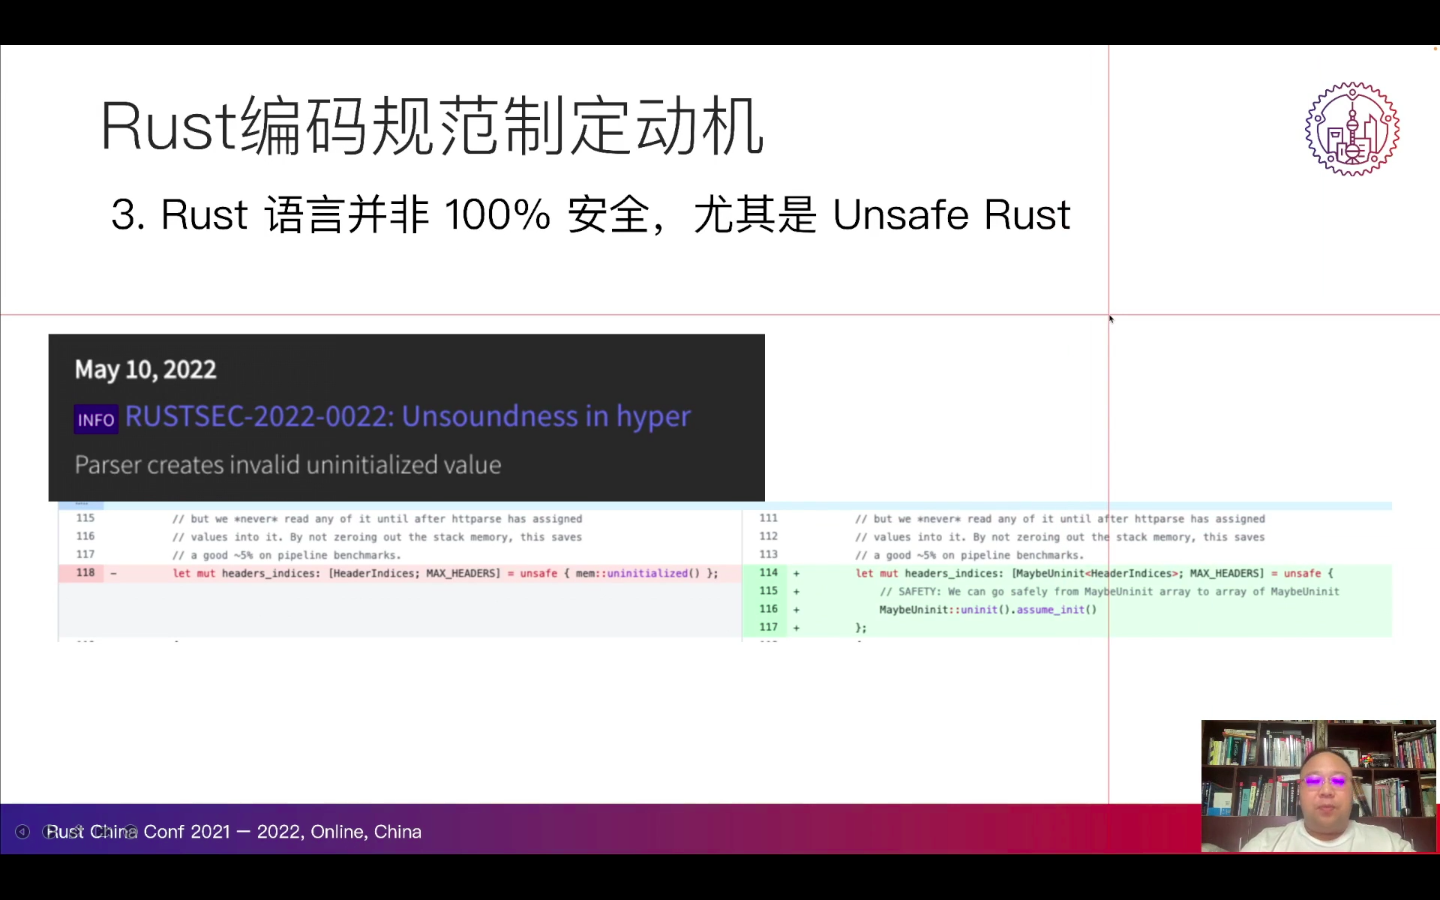 Rust编码规范制定动机
3. Rust 语言并非 100% 安全，尤其是 Unsafe Rust
May 10, 2022
INFO RUSTSEC-2022-0022: Unsoundness in hyper
Parser creates invalid uninitialized value
115 // but we *never* read any of it until after httparse has assigned
116 // values into it. By not zeroing out the stack memory, this saves
117 // a good ~5% on pipeline benchmarks.
118 - let mut headers_indices: [HeaderIndices; MAX_HEADERS] = unsafe { mem::uninitialized() };
111 // but we *never* read any of it until after httparse has assigned
112 // values into it. By not zeroing out the stack memory, this saves
113 // a good ~5% on pipeline benchmarks.
114 + let mut headers_indices: [MaybeUninit<HeaderIndices>; MAX_HEADERS] = unsafe {
115 + // SAFETY: We can go safely from MaybeUninit array to array of MaybeUninit
116 + MaybeUninit::uninit().assume_init()
117 + };
Rust China Conf 2021 — 2022, Online, China